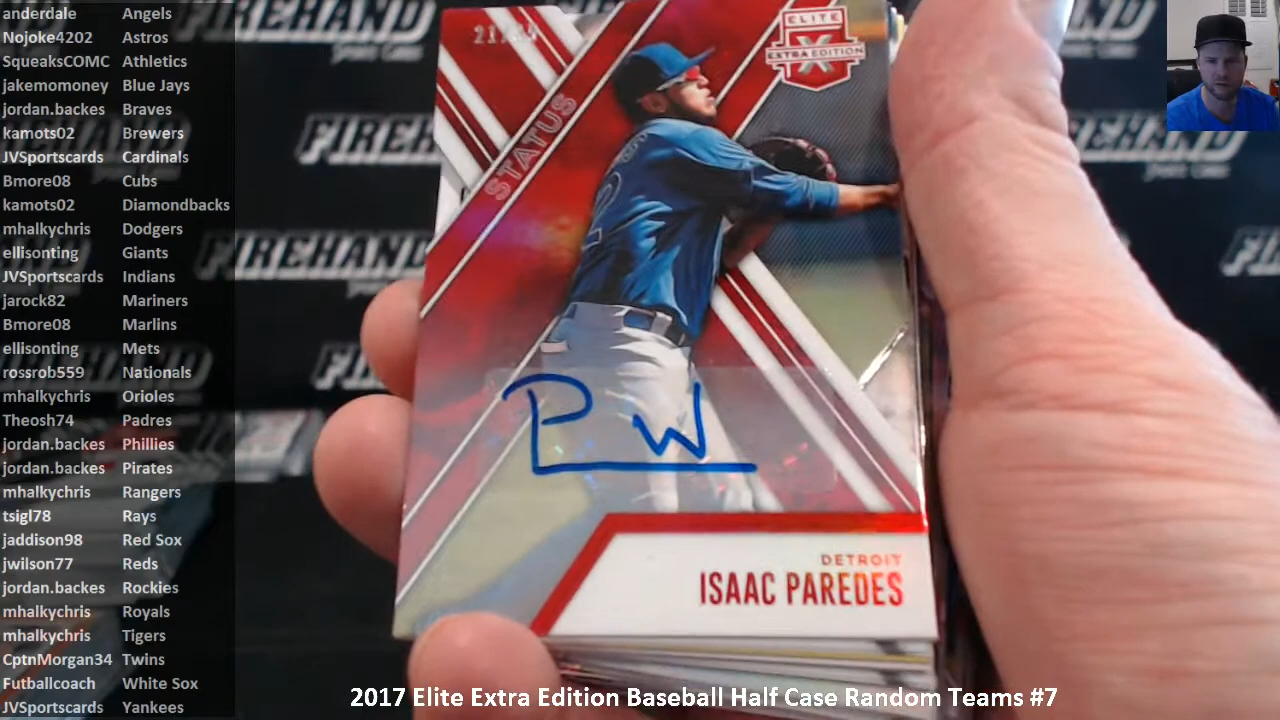 anderdale Angels
Nojoke4202 Astros
SqueaksCOMC Athletics
jakemomoney Blue Jays
jordan.backes Braves
kamots02 Brewers
JVSportscards Cardinals
Bmore08 Cubs
kamots02 Diamondbacks
mhalkychris Dodgers
ellisonting Giants
JVSportscards Indians
jarock82 Mariners
Bmore08 Marlins
ellisonting Mets
rossrob559 Nationals
mhalkychris Orioles
Theosh74 Padres
jordan.backes Phillies
jordan.backes Pirates
mhalkychris Rangers
tsigl78 Rays
jaddison98 Red Sox
jwilson77 Reds
jordan.backes Rockies
mhalkychris Royals
mhalkychris Tigers
CptnMorgan34 Twins
Futballcoach White Sox
JVSportscards Yankees
FIREHAND
FIREHAND
STATUS
ELITE
EXTRA EDITION
P W
DETROIT
ISAAC PAREDES
2017 Elite Extra Edition Baseball Half Case Random Teams #7